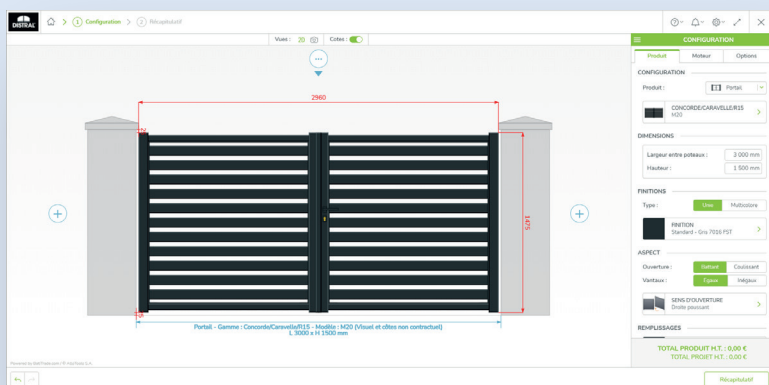 DISTRAL
1 Configuration
2 Récapitulatif
Vues : 2D
Cotes :
CONFIGURATION
Produit
Moteur
Options
CONFIGURATION
Produit :
Portail
CONCORDE/CARAVELLE/R15
M20
DIMENSIONS
Largeur entre poteaux :
3 000 mm
Hauteur :
1 500 mm
FINITIONS
Type :
Unie
Multicolore
FINITION
Standard - Gris 7016 FST
ASPECT
Ouverture :
Battant
Coulissant
Vantaux :
Egaux
Inégaux
SENS D'OUVERTURE
Droite poussant
REMPLISSAGES
TOTAL PRODUIT H.T. : 0,00 €
TOTAL PROJET H.T. : 0,00 €
Récapitulatif
2960
1475
Portail - Gamme : Concorde/Caravelle/R15 - Modèle : M20 (Visuel et côtes non contractuel)
L 3000 x H 1500 mm